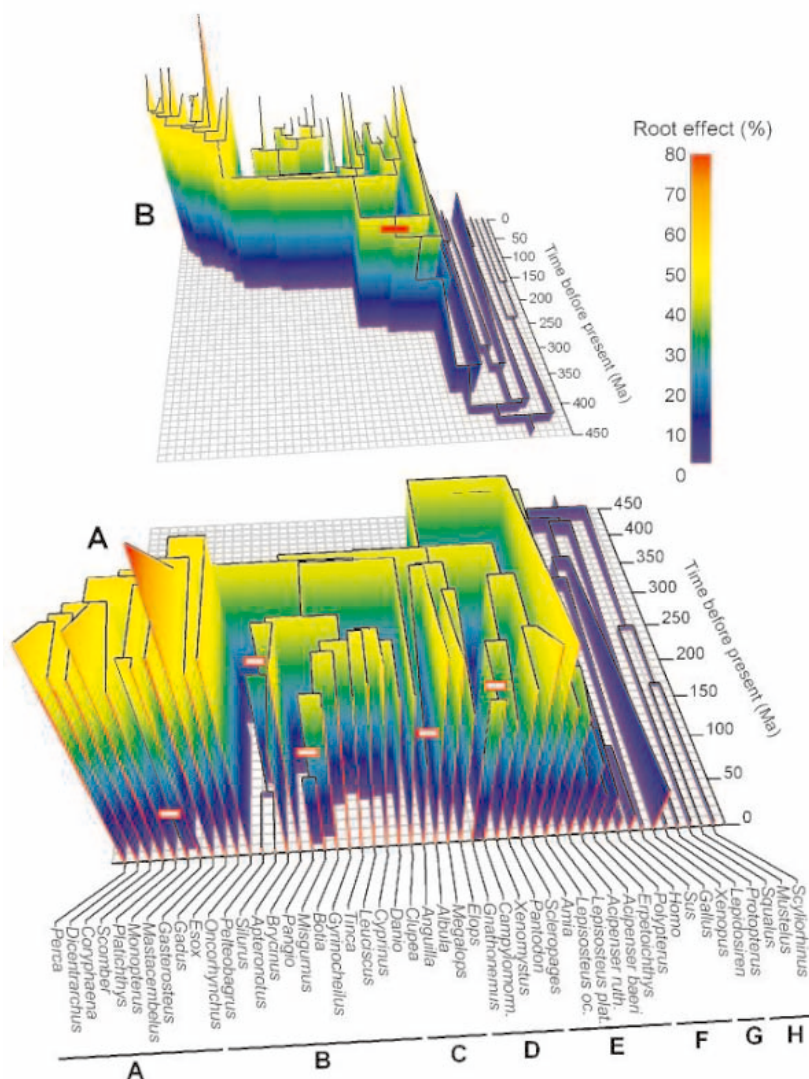 Root effect (%)
80
70
60
50
40
30
20
10
0
B
0
50
100
150
200
250
300
350
400
450
Time before present (Ma)
A
450
400
350
300
250
200
150
100
50
0
Time before present (Ma)
Perca
Dicentrarchus
Coryphaena
Scomber
Platichthys
Monopterus
Mastacembelus
Gasterosteus
Gadus
Esox
Oncorhynchus
Pelteobagrus
Silurus
Apteronotus
Brycinus
Pangio
Misgurnus
Botia
Gyrinocheilus
Tinca
Leuciscus
Cyprinus
Danio
Clupea
Anguilla
Albula
Megalops
Elops
Gnathonemus
Campylomorm.
Xenomystus
Pantodon
Scleropages
Amia
Lepisosteus oc.
Lepisosteus plat.
Acipenser ruth.
Acipenser baeri
Erpetoichthys
Polypterus
Homo
Sus
Gallus
Xenopus
Lepidosiren
Protopterus
Squalus
Mustelus
Scyliorhinus
A B C D E F G H